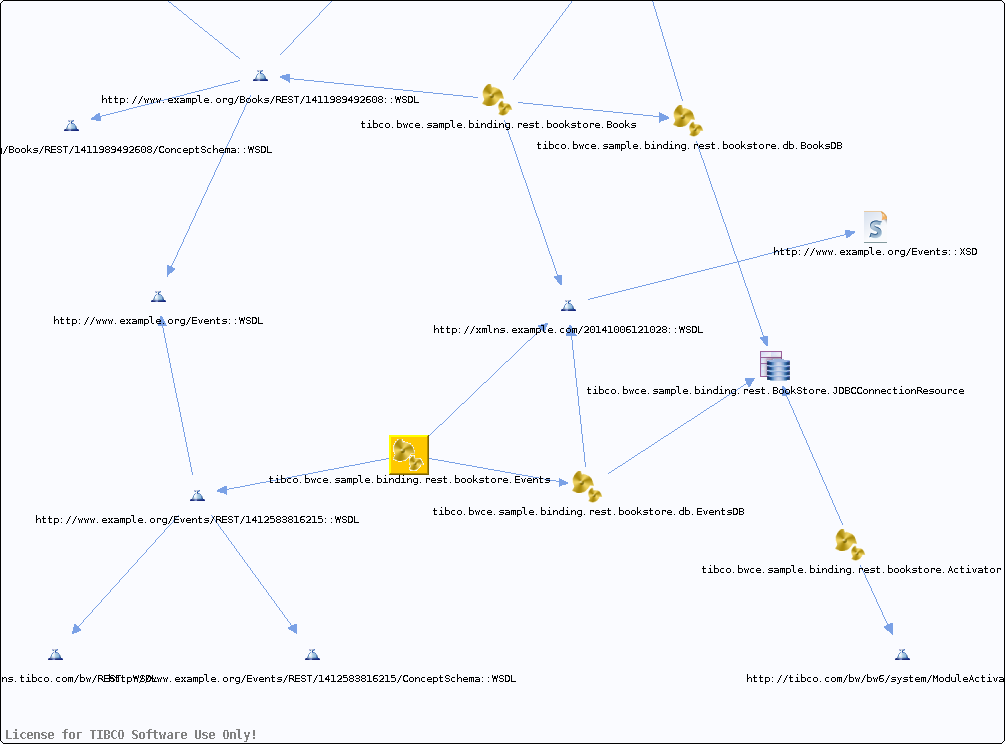 http://www.example.org/Books/REST/1411989492608::WSDL
tibco.bwce.sample.binding.rest.bookstore.Books
tibco.bwce.sample.binding.rest.bookstore.db.BooksDB
/Books/REST/1411989492608/ConceptSchema::WSDL
http://www.example.org/Events::XSD
http://www.example.org/Events::WSDL
http://xmlns.example.com/20141006121028::WSDL
tibco.bwce.sample.binding.rest.BookStore.JDBCConnectionResource
tibco.bwce.sample.binding.rest.bookstore.Events
tibco.bwce.sample.binding.rest.bookstore.db.EventsDB
http://www.example.org/Events/REST/1412583816215::WSDL
tibco.bwce.sample.binding.rest.bookstore.Activator
ns.tibco.com/bw/REST::WSDL
http://www.example.org/Events/REST/1412583816215/ConceptSchema::WSDL
http://tibco.com/bw/bw6/system/ModuleActiva
License for TIBCO Software Use Only!